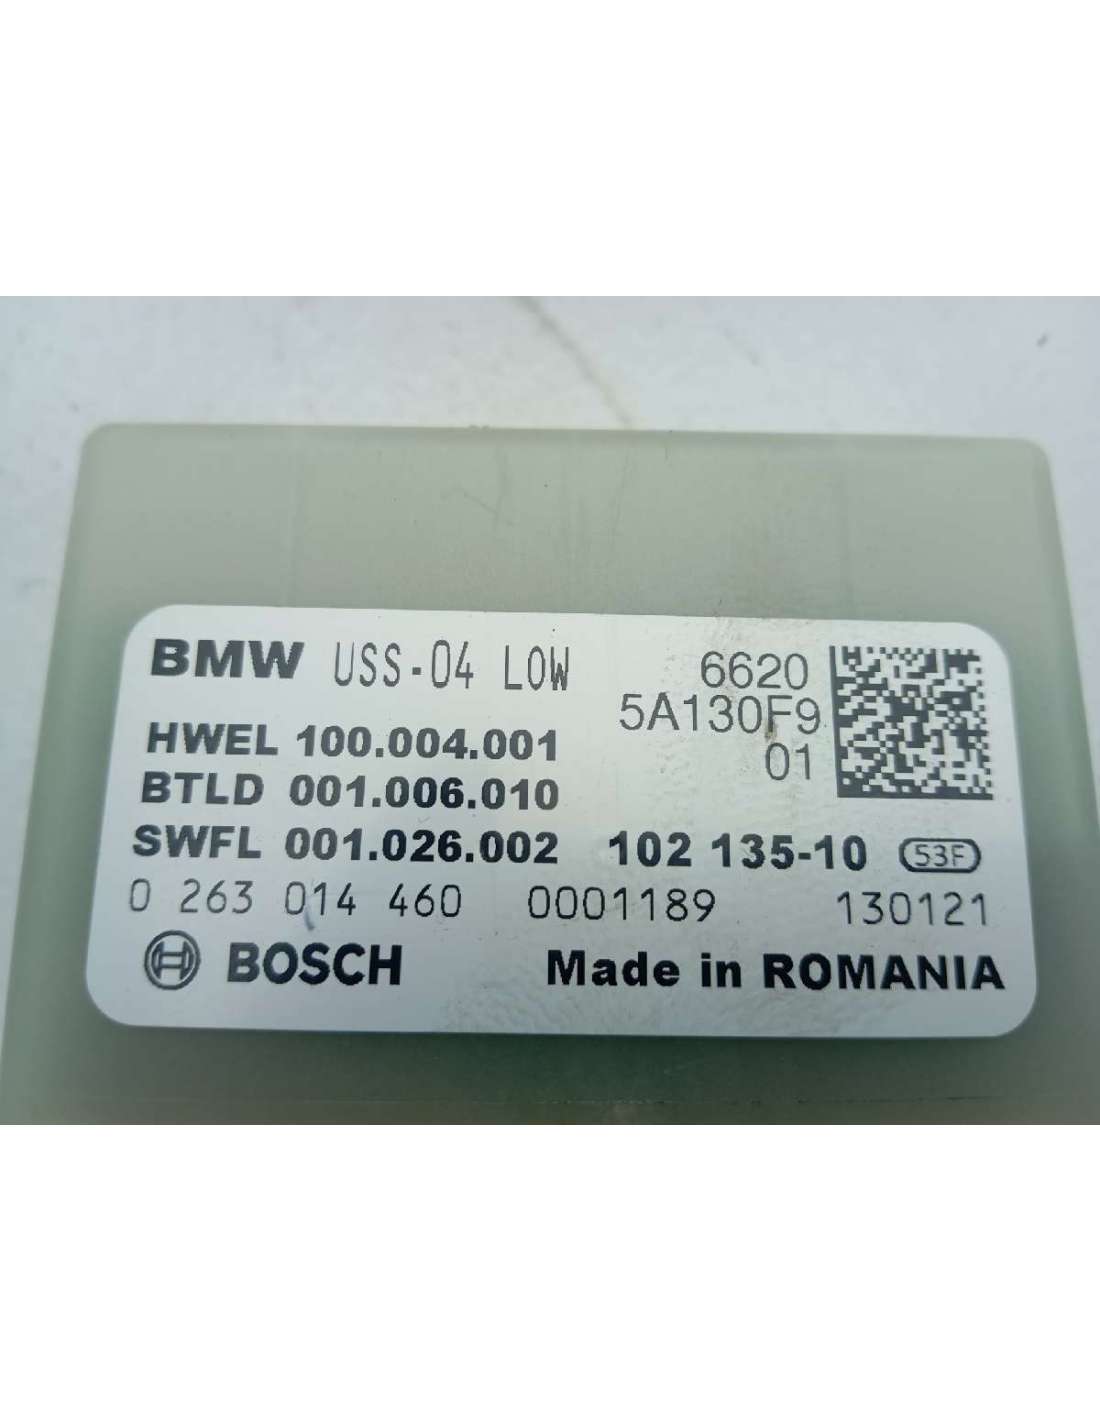 BMW USS-04 LOW 6620
5A130F9
HWEL 100.004.001 01
BTLD 001.006.010
SWFL 001.026.002 102 135-10 53F
0 263 014 460 0001189 130121
BOSCH Made in ROMANIA